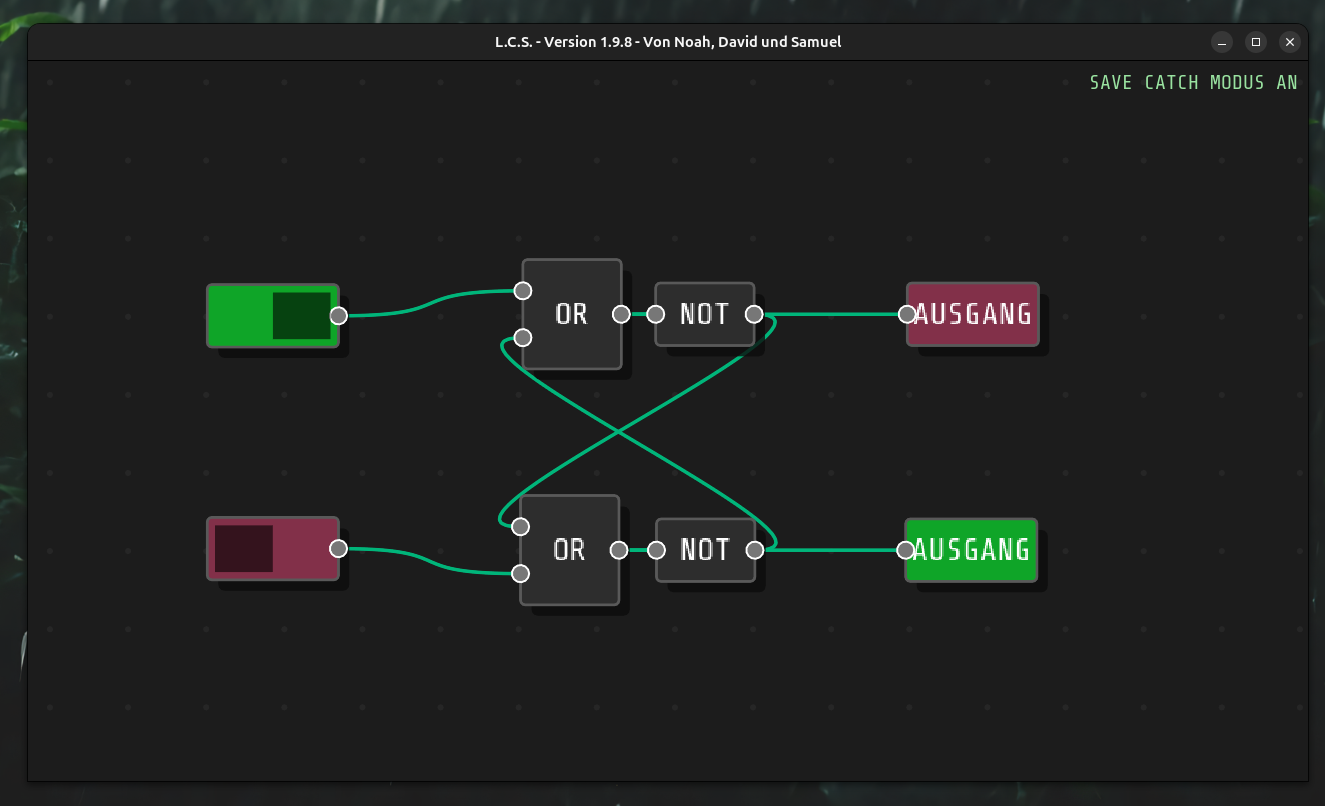 L.C.S. - Version 1.9.8 - Von Noah, David und Samuel
SAVE CATCH MODUS AN
OR
NOT
AUSGANG
OR
NOT
AUSGANG